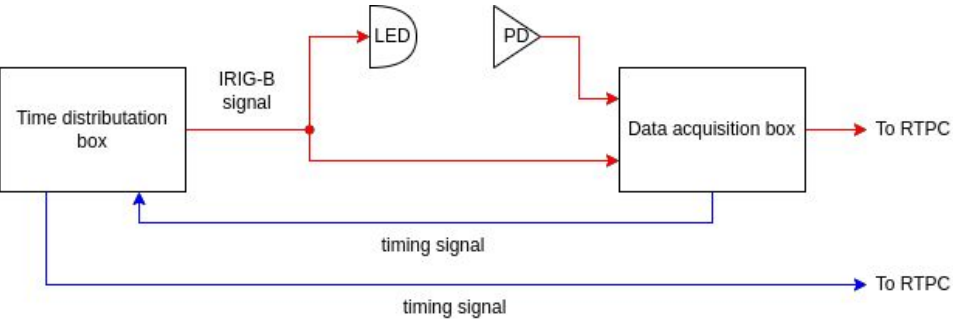 LED
PD
IRIG-B
signal
Time distributation
box
Data acquisition box
To RTPC
timing signal
To RTPC
timing signal